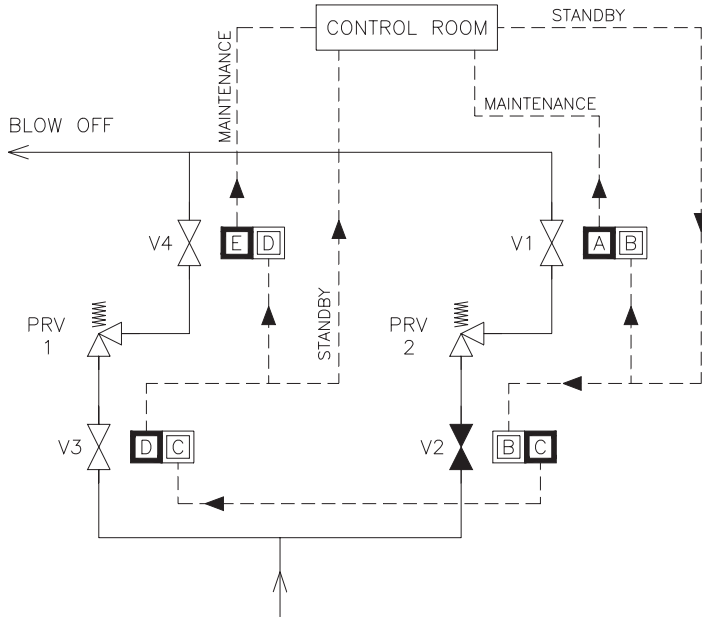 STANDBY
CONTROL ROOM
MAINTENANCE
MAINTENANCE
BLOW OFF
V4
E D
V1
A B
PRV
1
STANDBY
PRV
2
V3
D C
V2
B C